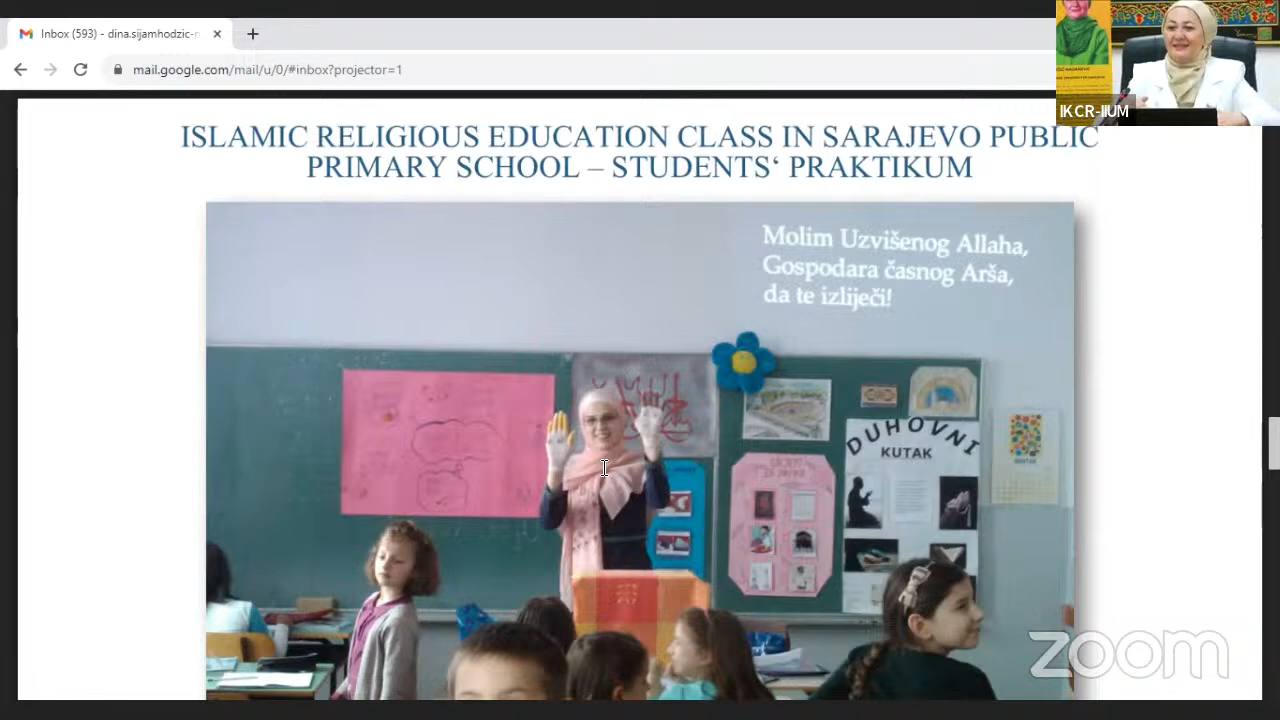 Inbox (593) - dina.sijamhodzic-
mail.google.com/mail/u/0/#inbox?projector=1
IKCR-IIUM
ISLAMIC RELIGIOUS EDUCATION CLASS IN SARAJEVO PUBLIC
PRIMARY SCHOOL – STUDENTS‘ PRAKTIKUM
Molim Uzvišenog Allaha,
Gospodara časnog Arša,
da te izliječi!
DUHOVNI
KUTAK
zoom